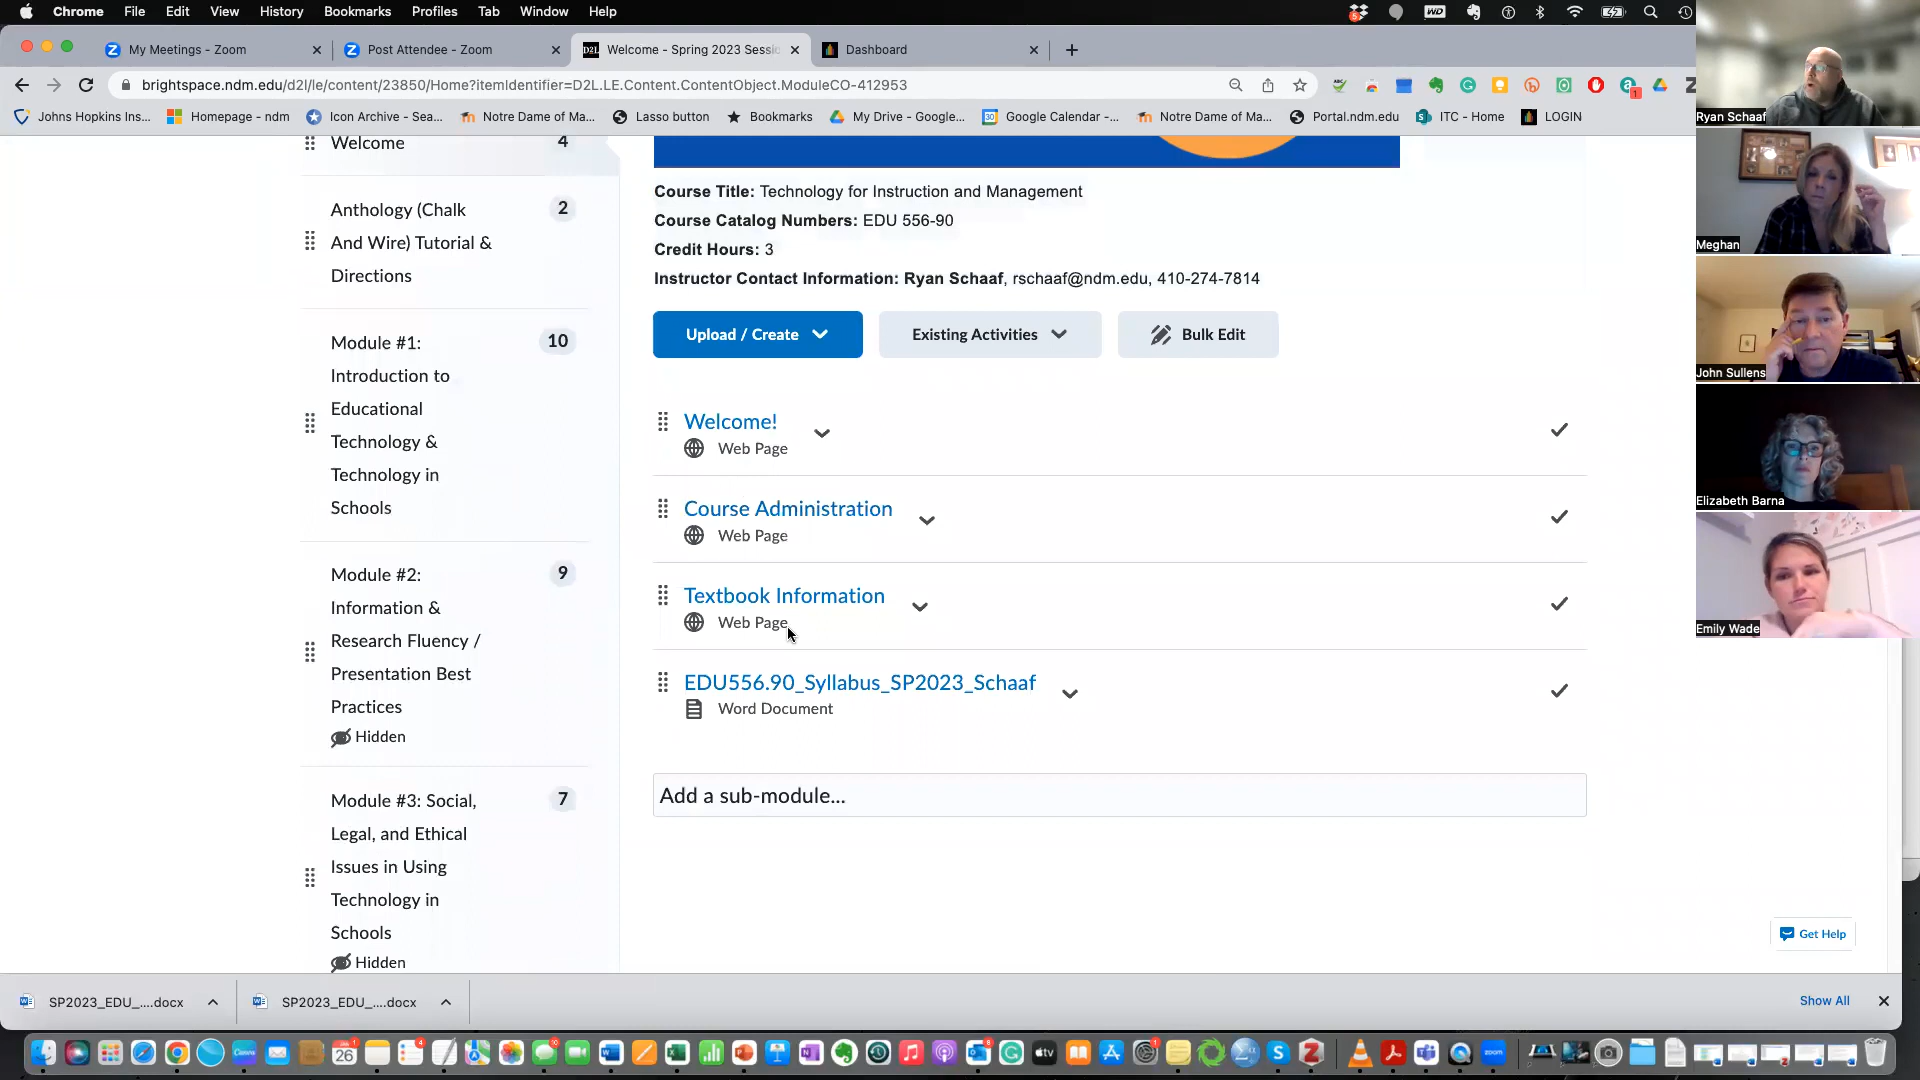 Chrome File Edit View History Bookmarks Profiles Tab Window Help
My Meetings - Zoom
Post Attendee - Zoom
Welcome - Spring 2023 Sessi
Dashboard
brightspace.ndm.edu/d2l/le/content/23850/Home?itemIdentifier=D2L.LE.Content.ContentObject.ModuleCO-412953
Johns Hopkins Ins...
Homepage - ndm
Icon Archive - Sea...
Notre Dame of Ma...
Lasso button
Bookmarks
My Drive - Google...
Google Calendar -...
Notre Dame of Ma...
Portal.ndm.edu
ITC - Home
LOGIN
Welcome
4
Anthology (Chalk
And Wire) Tutorial &
Directions
2
Module #1:
Introduction to
Educational
Technology &
Technology in
Schools
10
Module #2:
Information &
Research Fluency /
Presentation Best
Practices
Hidden
9
Module #3: Social,
Legal, and Ethical
Issues in Using
Technology in
Schools
Hidden
7
Course Title: Technology for Instruction and Management
Course Catalog Numbers: EDU 556-90
Credit Hours: 3
Instructor Contact Information: Ryan Schaaf, rschaaf@ndm.edu, 410-274-7814
Upload / Create
Existing Activities
Bulk Edit
Welcome!
Web Page
Course Administration
Web Page
Textbook Information
Web Page
EDU556.90_Syllabus_SP2023_Schaaf
Word Document
Add a sub-module...
Get Help
SP2023_EDU_....docx
SP2023_EDU_....docx
Show All
Ryan Schaaf
Meghan
John Sullens
Elizabeth Barna
Emily Wade
26
zoom